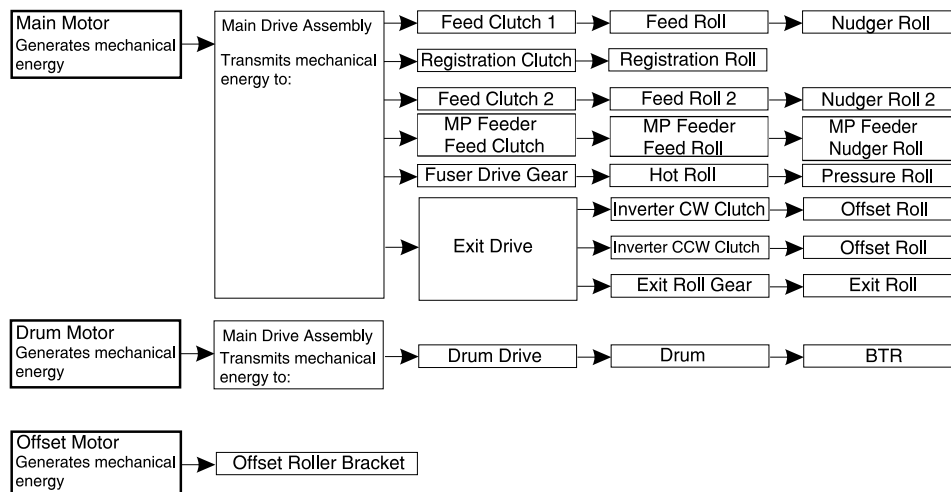 Main Motor
Generates mechanical
energy
Main Drive Assembly
Transmits mechanical
energy to:
Feed Clutch 1
Feed Roll
Nudger Roll
Registration Clutch
Registration Roll
Feed Clutch 2
Feed Roll 2
Nudger Roll 2
MP Feeder
Feed Clutch
MP Feeder
Feed Roll
MP Feeder
Nudger Roll
Fuser Drive Gear
Hot Roll
Pressure Roll
Exit Drive
Inverter CW Clutch
Offset Roll
Inverter CCW Clutch
Offset Roll
Exit Roll Gear
Exit Roll
Drum Motor
Generates mechanical
energy
Main Drive Assembly
Transmits mechanical
energy to:
Drum Drive
Drum
BTR
Offset Motor
Generates mechanical
energy
Offset Roller Bracket